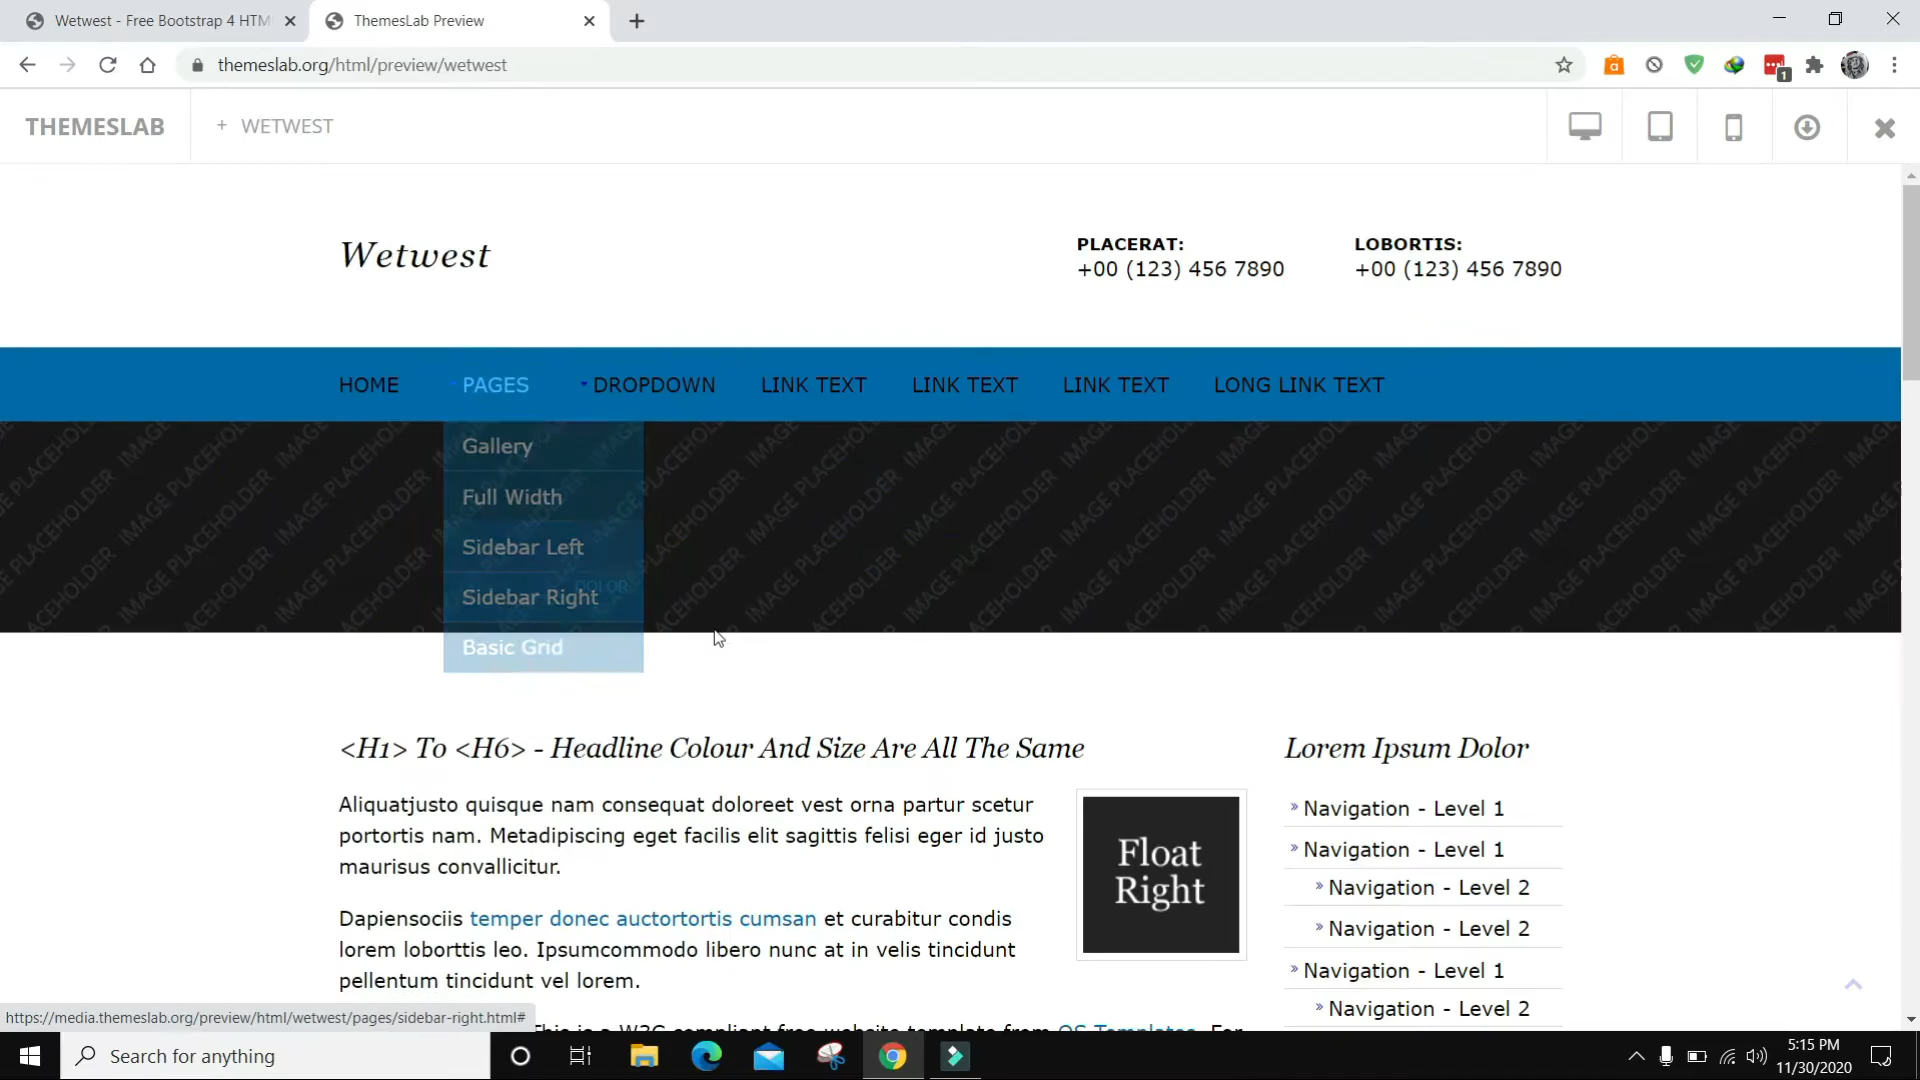 Wetwest - Free Bootstrap 4 HTM
ThemesLab Preview
themeslab.org/html/preview/wetwest
1
THEMESLAB
+ WETWEST
Wetwest
PLACERAT:
+00 (123) 456 7890
LOBORTIS:
+00 (123) 456 7890
HOME
PAGES
DROPDOWN
LINK TEXT
LINK TEXT
LINK TEXT
LONG LINK TEXT
IMAGE PLACEHOLDER
Gallery
Full Width
Sidebar Left
DOLOR
Sidebar Right
Basic Grid
<H1> To <H6> - Headline Colour And Size Are All The Same
Aliquatjusto quisque nam consequat doloreet vest orna partur scetur
portortis nam. Metadipiscing eget facilis elit sagittis felisi eger id justo
maurisus convallicitur.
Float
Right
Dapiensociis temper donec auctortortis cumsan et curabitur condis
lorem loborttis leo. Ipsumcommodo libero nunc at in velis tincidunt
pellentum tincidunt vel lorem.
This is a W3C compliant free website template from OS Templates. For
Lorem Ipsum Dolor
» Navigation - Level 1
» Navigation - Level 1
» Navigation - Level 2
» Navigation - Level 2
» Navigation - Level 1
» Navigation - Level 2
https://media.themeslab.org/preview/html/wetwest/pages/sidebar-right.html#
Search for anything
5:15 PM
11/30/2020